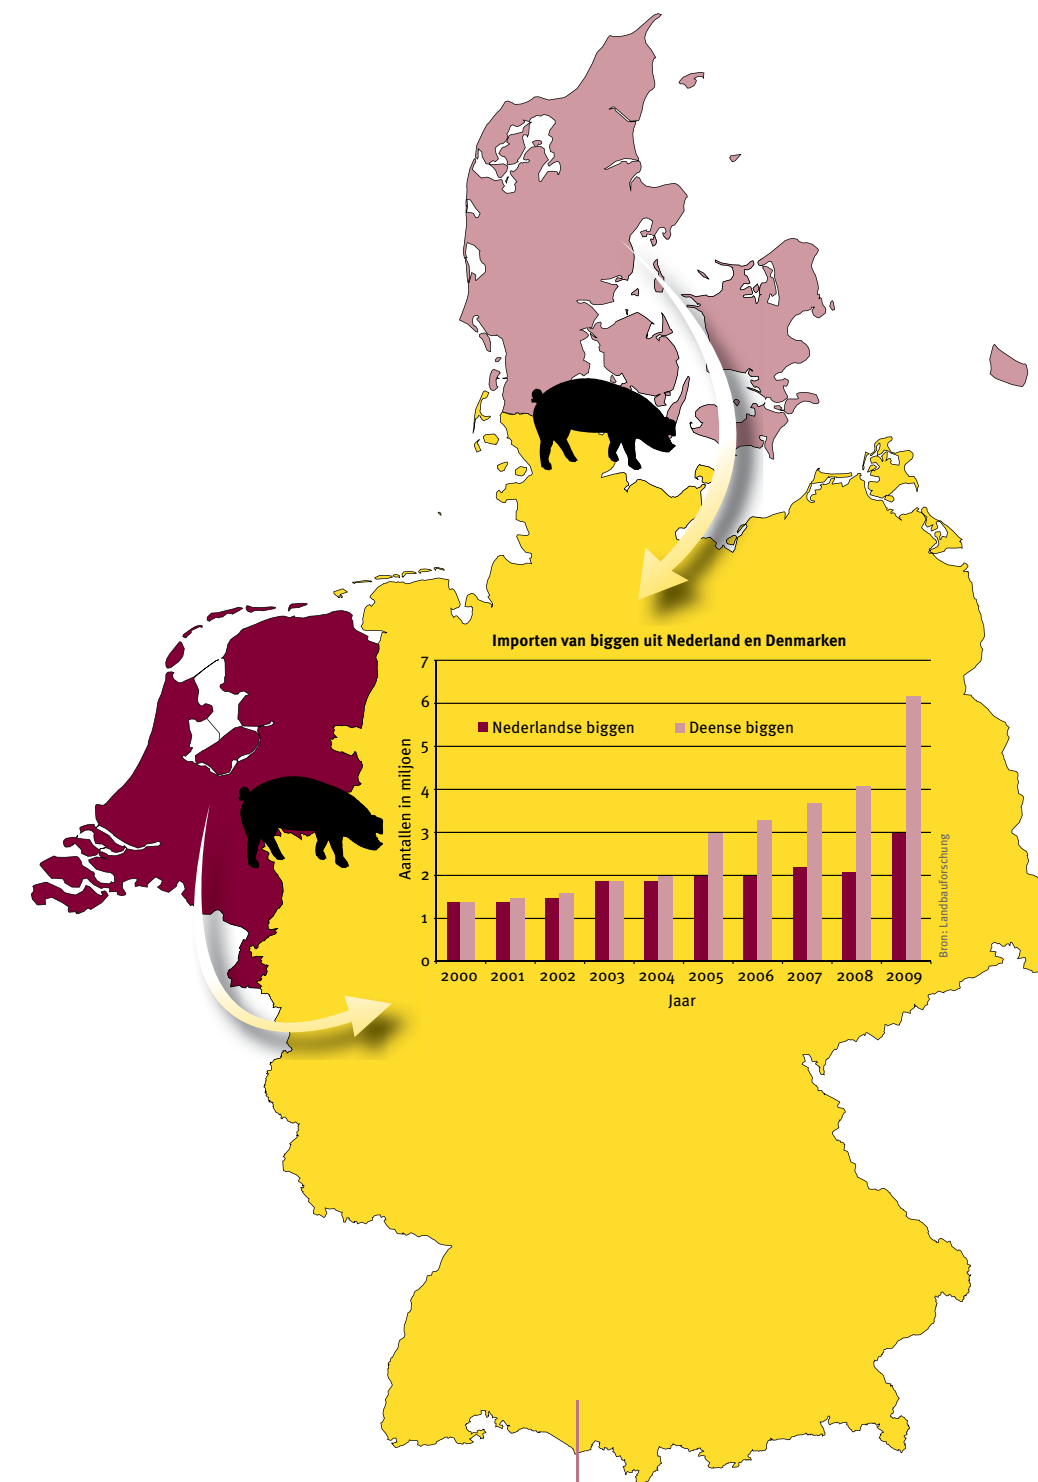 Importen van biggen uit Nederland en Denmarken
7
6
5
4
3
2
1
0
Aantallen in miljoen
Nederlandse biggen Deense biggen
2000 2001 2002 2003 2004 2005 2006 2007 2008 2009
Jaar
Bron: Landbauforschung